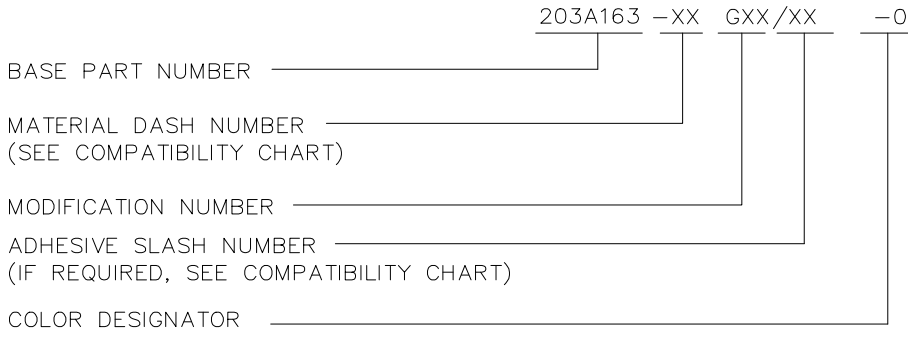 203A163 -XX GXX/XX -0
BASE PART NUMBER
MATERIAL DASH NUMBER
(SEE COMPATIBILITY CHART)
MODIFICATION NUMBER
ADHESIVE SLASH NUMBER
(IF REQUIRED, SEE COMPATIBILITY CHART)
COLOR DESIGNATOR